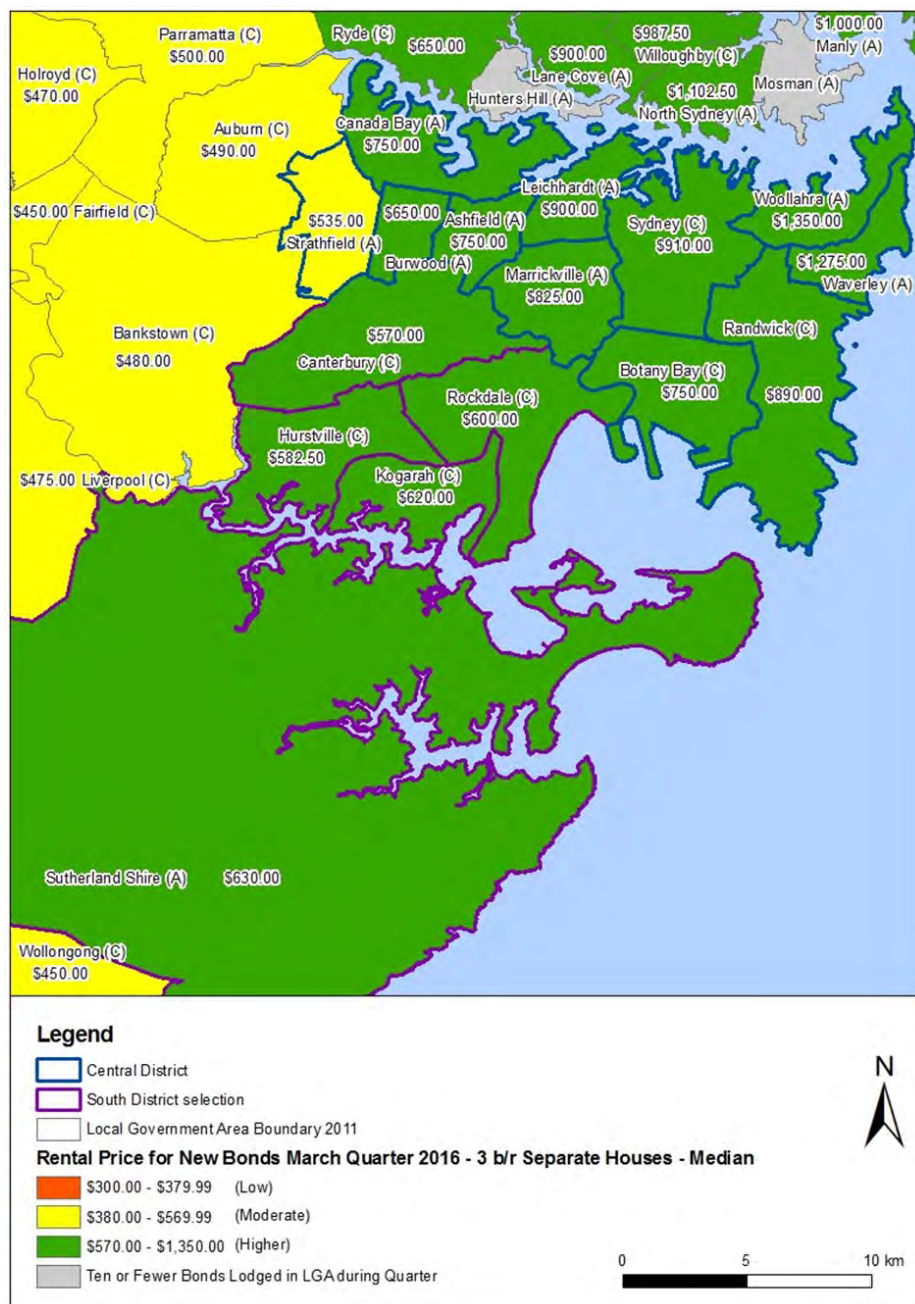 Parramatta (C)
$500.00
Ryde (C)
$650.00
$987.50
Willoughby (C)
$1,000.00
Manly (A)
Holroyd (C)
$470.00
$900.00
Lane Cove (A)
Hunters Hill (A)
Mosman (A)
$1,102.50
North Sydney (A)
Auburn (C)
$490.00
Canada Bay (A)
$750.00
Leichhardt (A)
$900.00
Woollahra (A)
$1,350.00
$450.00 Fairfield (C)
$535.00
Strathfield (A)
$650.00
Burwood (A)
Ashfield (A)
$750.00
Sydney (C)
$910.00
$1,275.00
Waverley (A)
Marrickville (A)
$825.00
Bankstown (C)
$480.00
$570.00
Canterbury (C)
Randwick (C)
$890.00
Botany Bay (C)
$750.00
Rockdale (C)
$600.00
Hurstville (C)
$582.50
Kogarah (C)
$620.00
$475.00 Liverpool (C)
Sutherland Shire (A) $630.00
Wollongong (C)
$450.00
Legend
Central District
South District selection
Local Government Area Boundary 2011
Rental Price for New Bonds March Quarter 2016 - 3 b/r Separate Houses - Median
$300.00 - $379.99 (Low)
$380.00 - $569.99 (Moderate)
$570.00 - $1,350.00 (Higher)
Ten or Fewer Bonds Lodged in LGA during Quarter
N
0 5 10 km